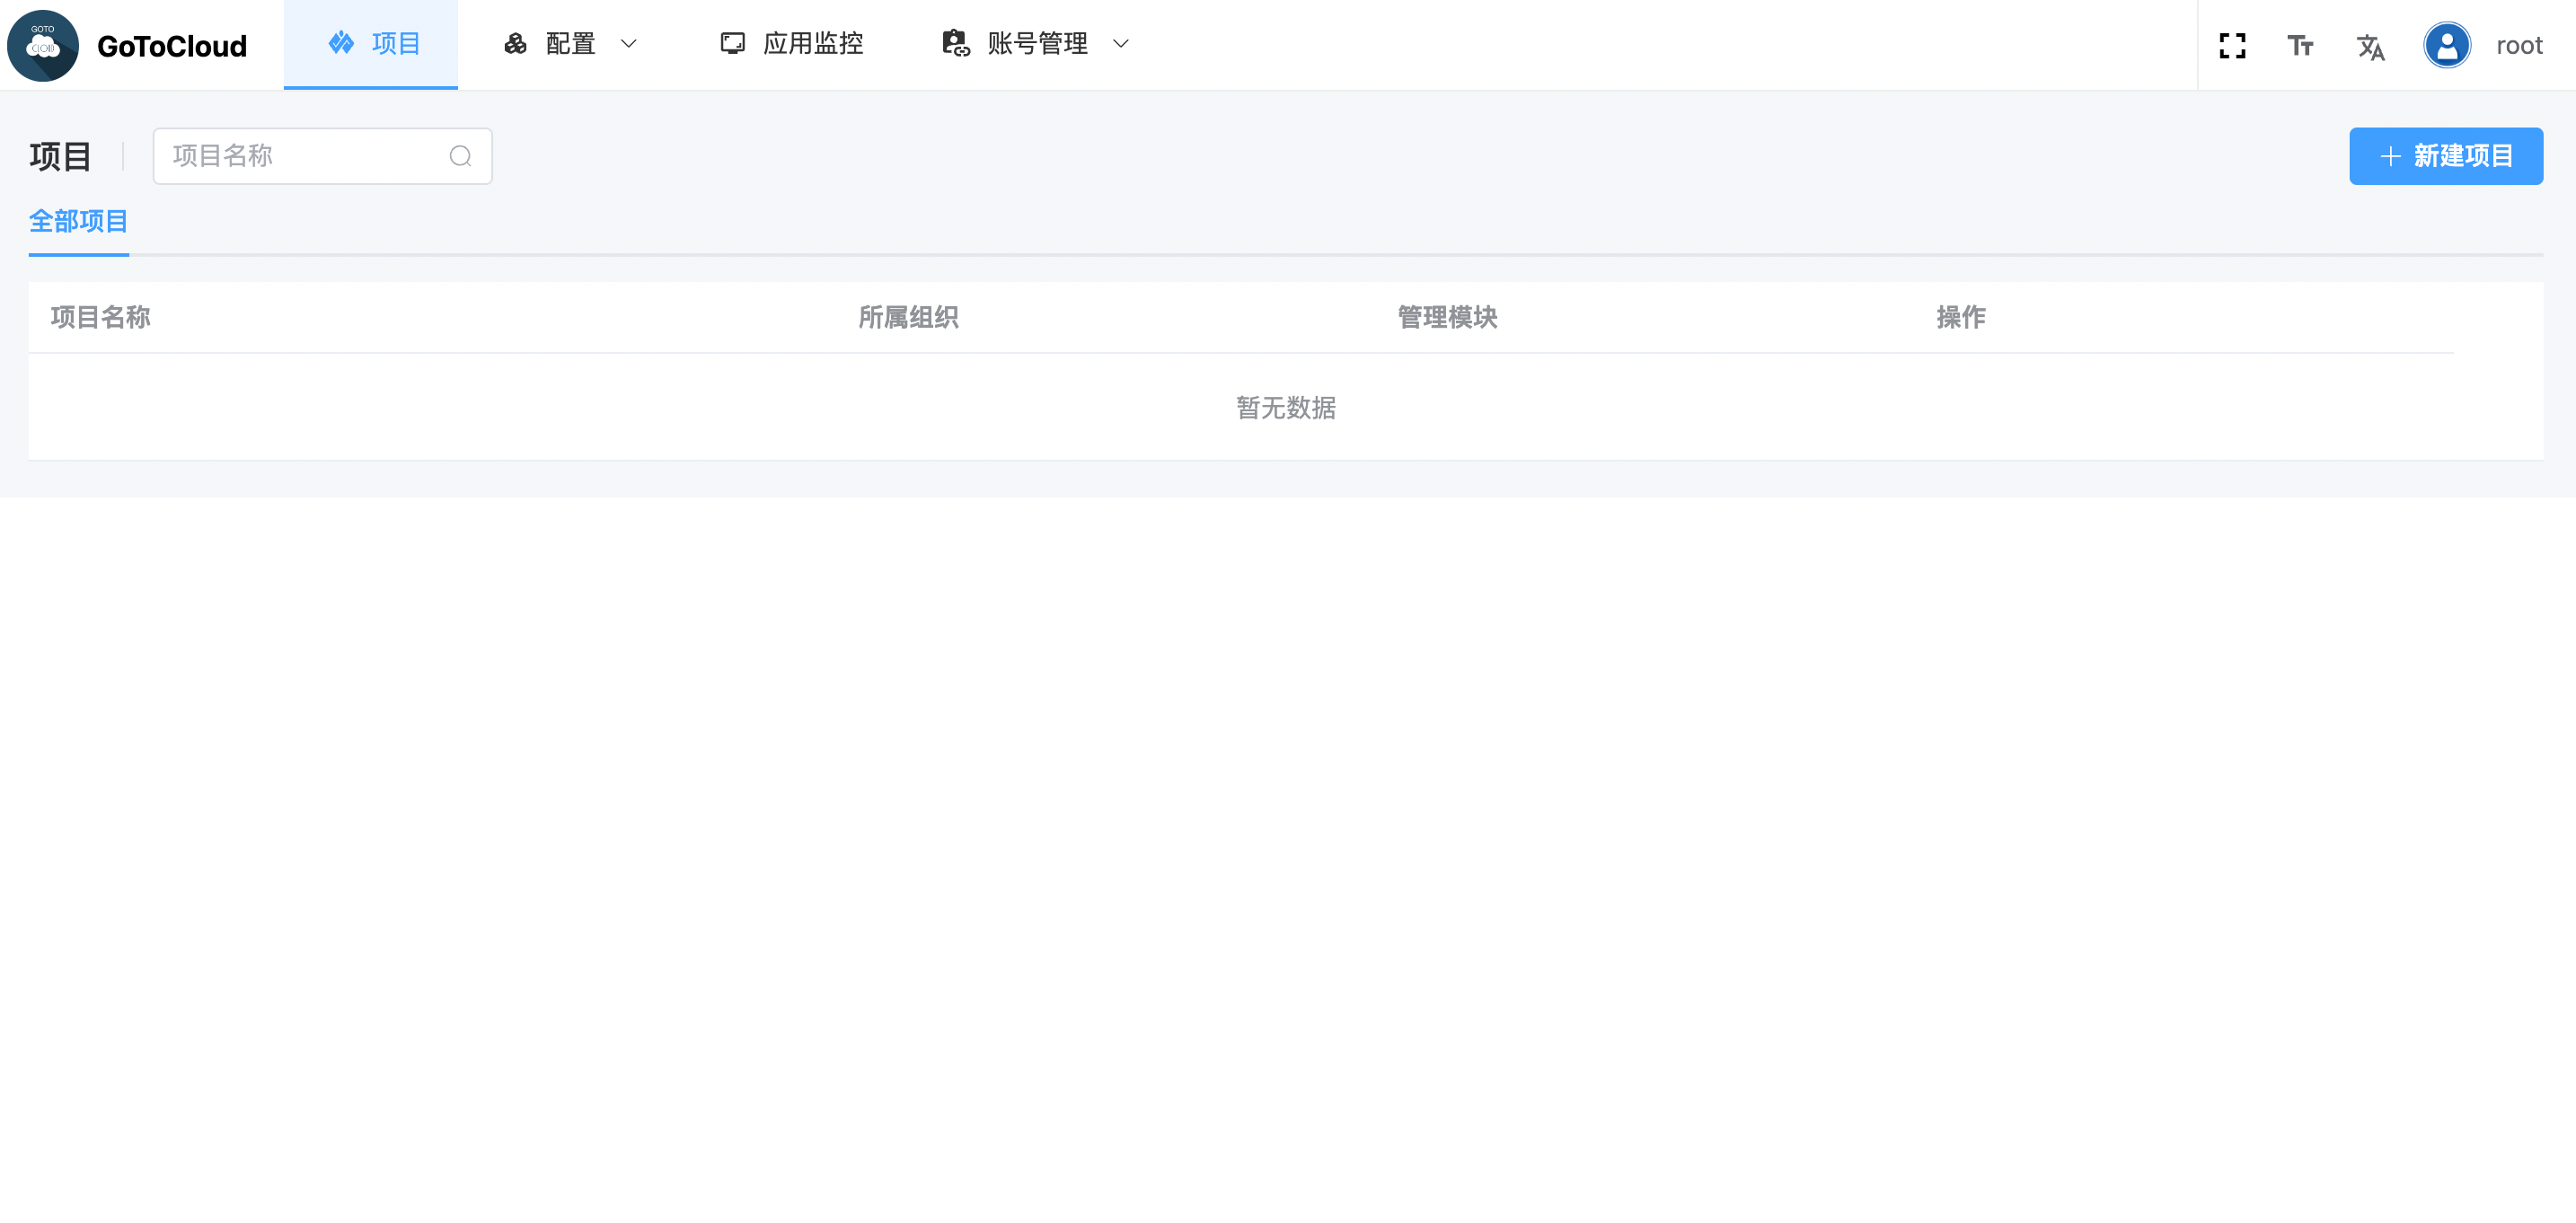 GOTO
CLOUD
GoToCloud
项目
配置
应用监控
账号管理
root
项目
项目名称
新建项目
全部项目
项目名称 所属组织 管理模块 操作
暂无数据